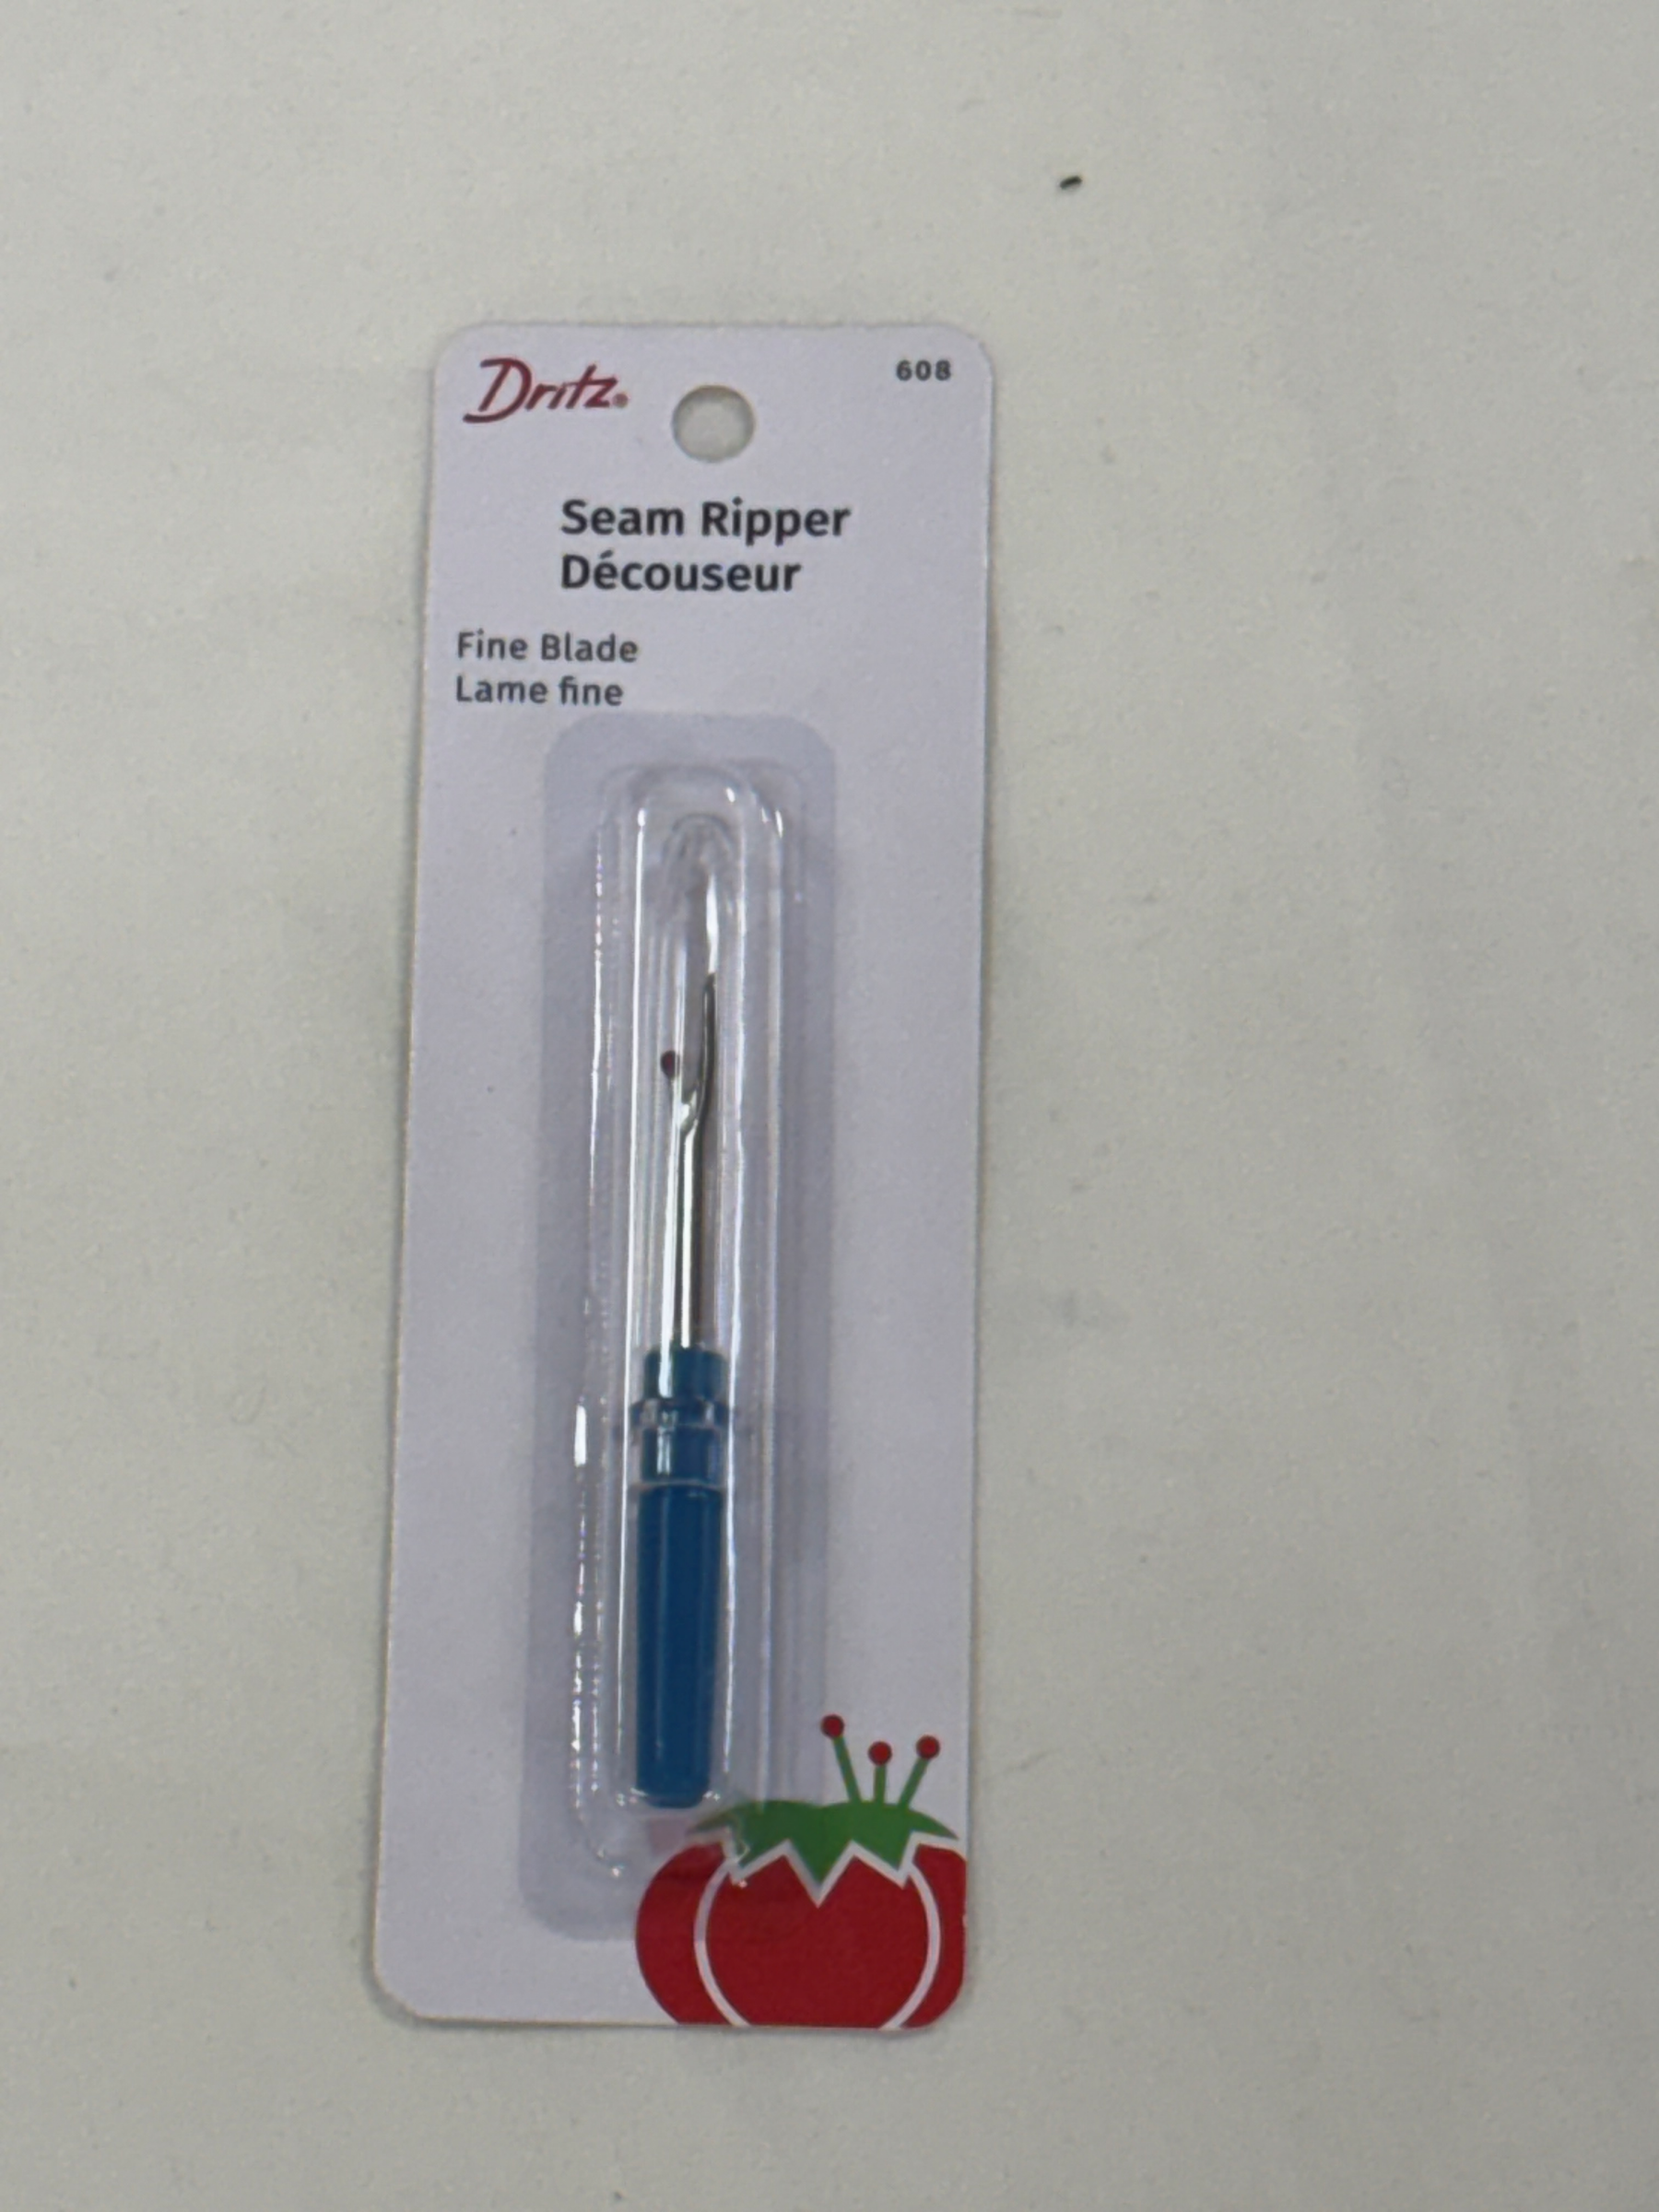 Dritz®
608
Seam Ripper
Découseur
Fine Blade
Lame fine